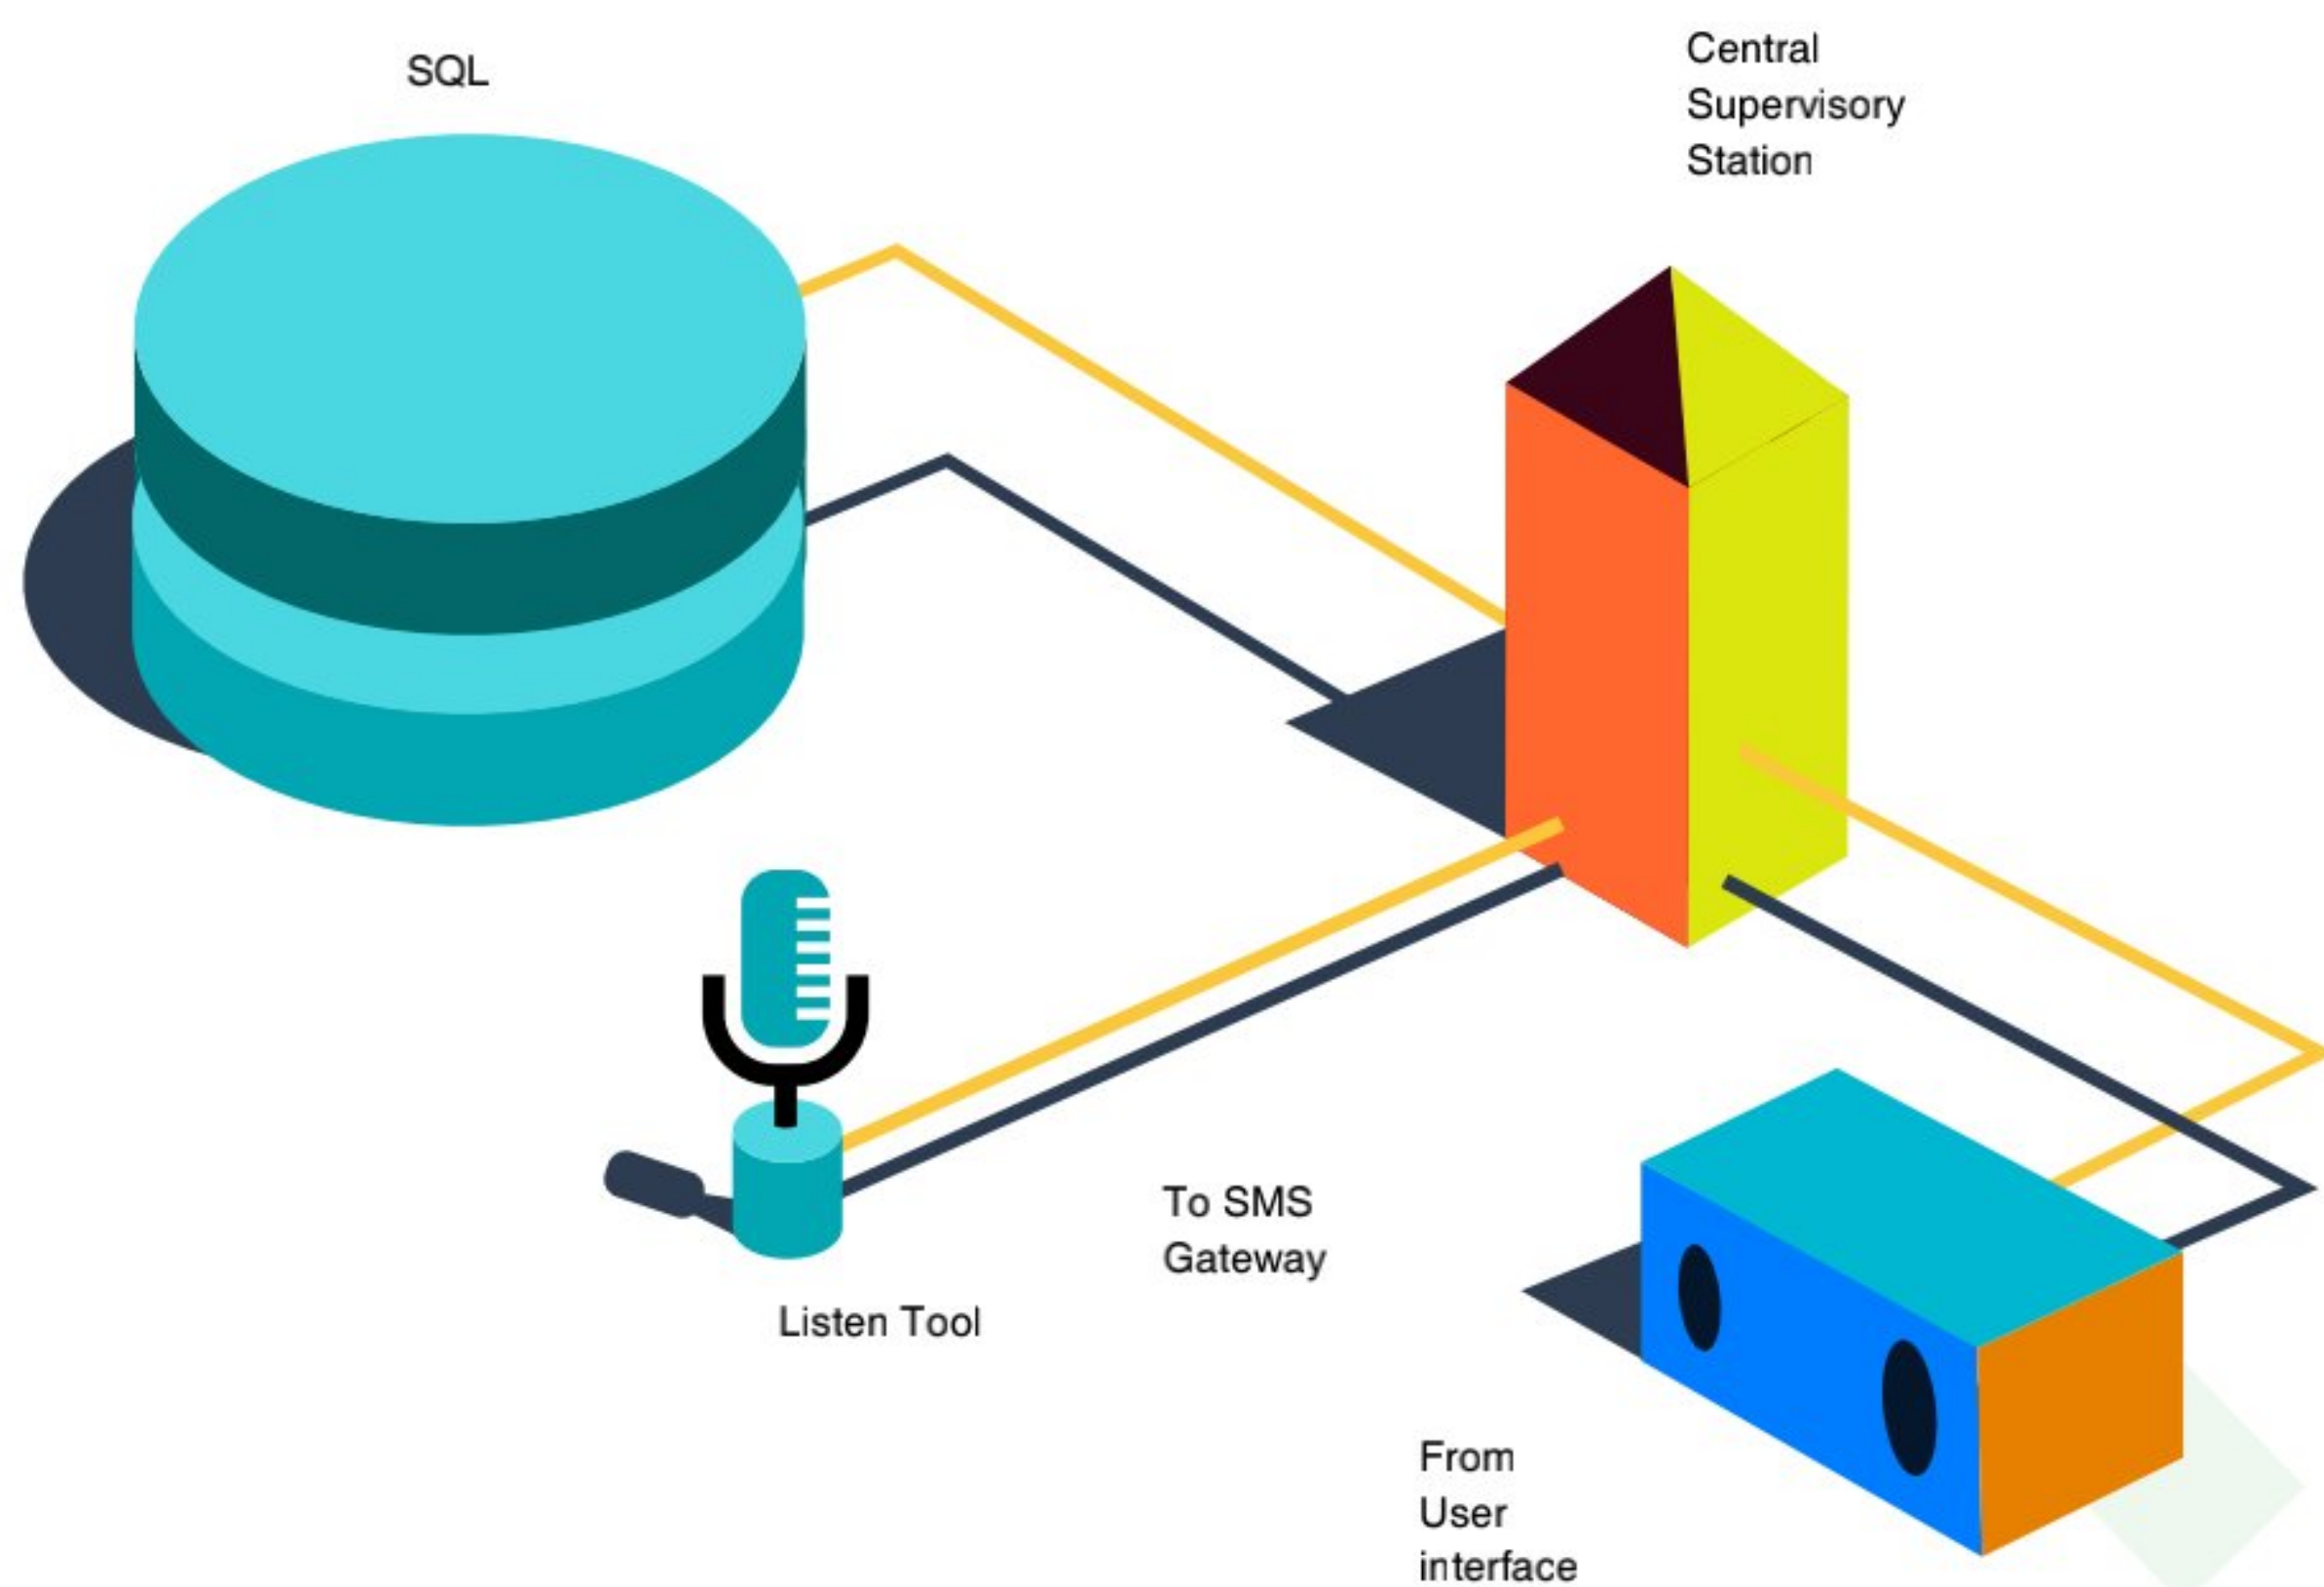 SQL
Central
Supervisory
Station
To SMS
Gateway
Listen Tool
From
User
interface